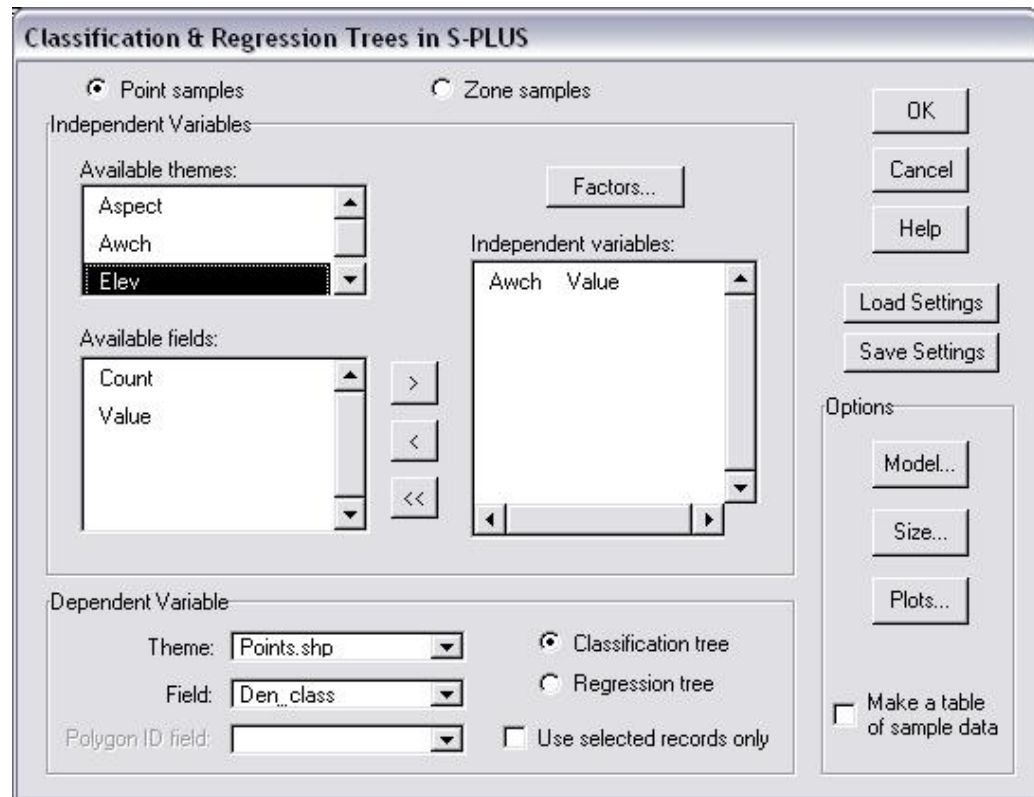 Classification & Regression Trees in S-PLUS
Point samples
Zone samples
Independent Variables
Available themes:
Aspect
Awch
Elev
Available fields:
Count
Value
>
<
<<
Factors...
Independent variables:
Awch Value
OK
Cancel
Help
Load Settings
Save Settings
Options
Model...
Size...
Plots...
Make a table
of sample data
Dependent Variable
Theme: Points.shp
Field: Den_class
Polygon ID field:
Classification tree
Regression tree
Use selected records only